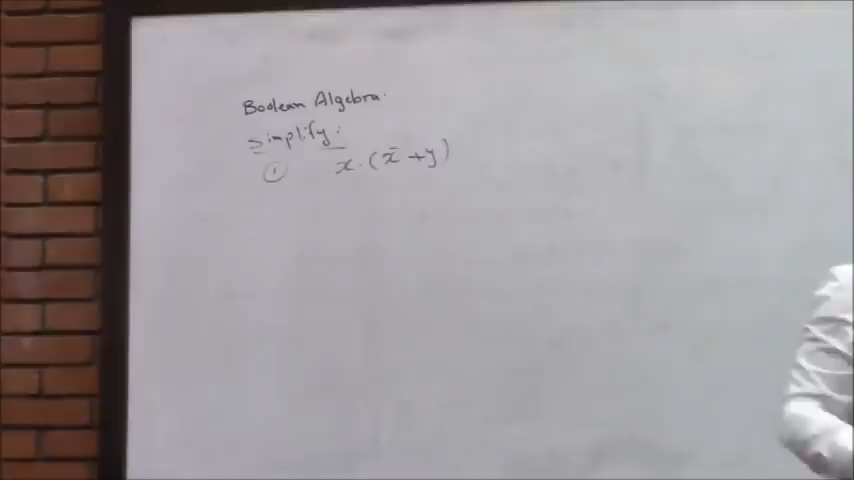 Boolean Algebra.
Simplify:
① x.(x̄+y)